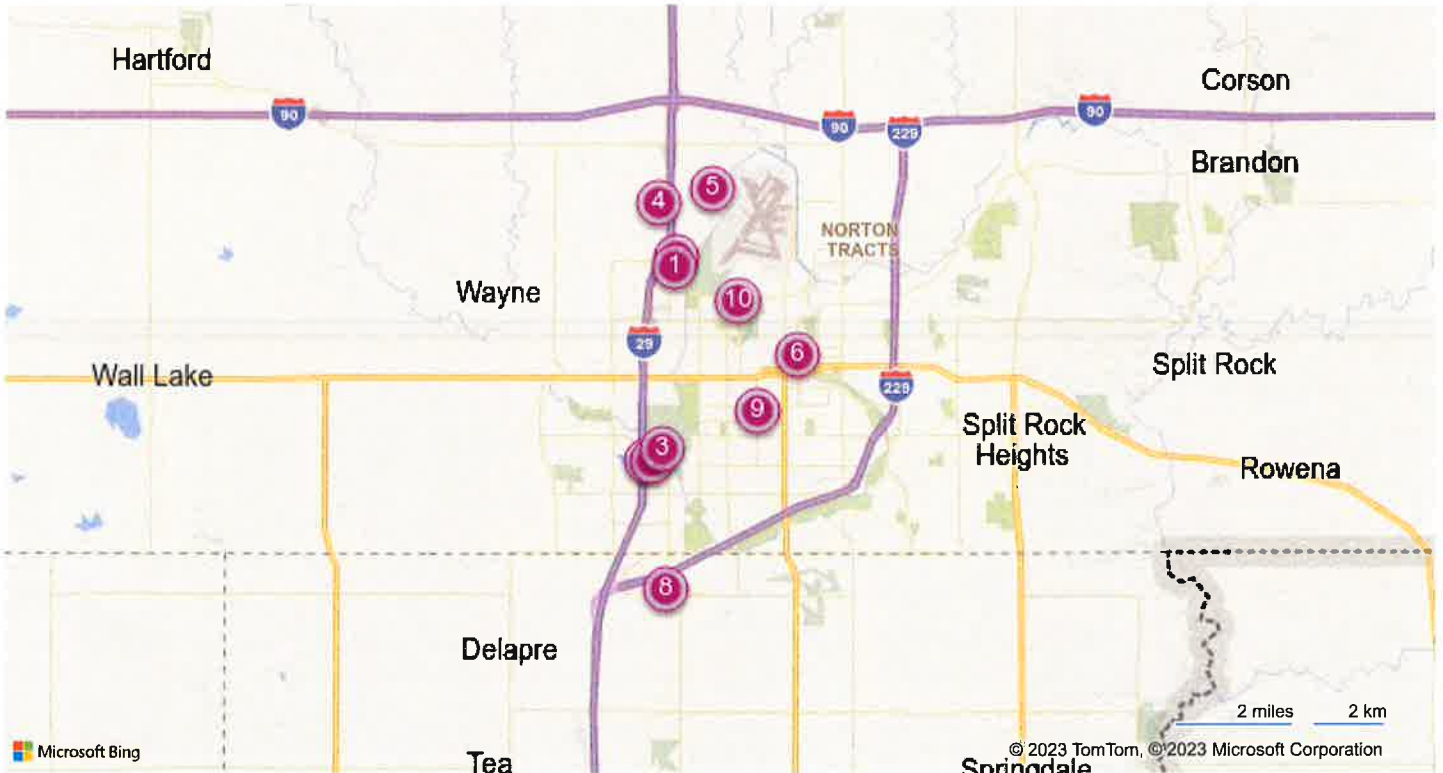 Hartford
Corson
90
90
90
229
Brandon
5
4
NORTON
TRACTS
1
Wayne
10
29
6
Split Rock
Wall Lake
229
9
Split Rock
Heights
3
Rowena
8
Delapre
2 miles
2 km
Microsoft Bing
© 2023 TomTom, © 2023 Microsoft Corporation
Tea
Springdale